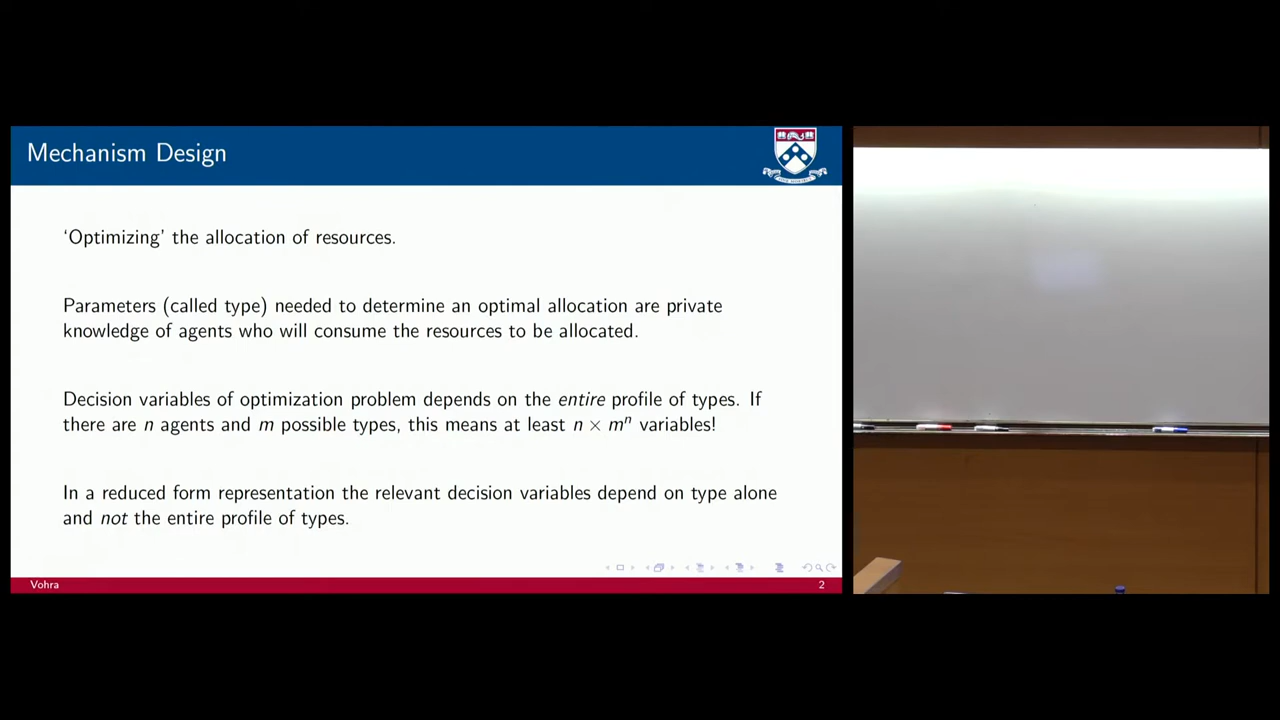 Mechanism Design
‘Optimizing’ the allocation of resources.
Parameters (called type) needed to determine an optimal allocation are private
knowledge of agents who will consume the resources to be allocated.
Decision variables of optimization problem depends on the entire profile of types. If
there are n agents and m possible types, this means at least n × mⁿ variables!
In a reduced form representation the relevant decision variables depend on type alone
and not the entire profile of types.
Vohra
2